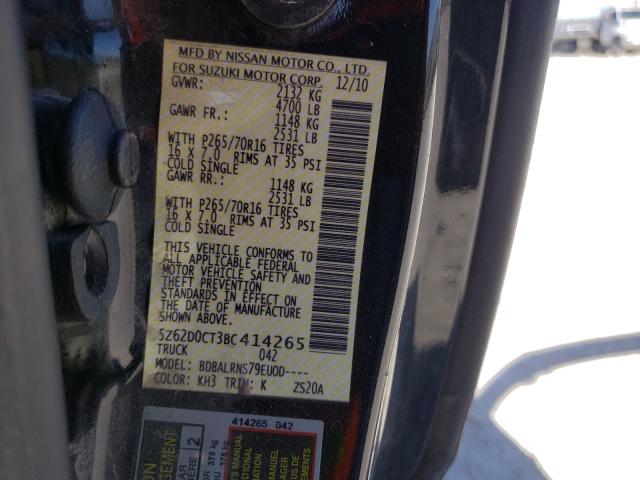 MFD BY NISSAN MOTOR CO., LTD.
FOR SUZUKI MOTOR CORP. 12/10
GVWR: 2132 KG
4700 LB
GAWR FR.: 1148 KG
2531 LB
WITH P265/70R16 TIRES
16 X 7.0 RIMS AT 35 PSI
COLD SINGLE
GAWR RR.: 1148 KG
2531 LB
WITH P265/70R16 TIRES
16 X 7.0 RIMS AT 35 PSI
COLD SINGLE
THIS VEHICLE CONFORMS TO
ALL APPLICABLE FEDERAL
MOTOR VEHICLE SAFETY AND
THEFT PREVENTION
STANDARDS IN EFFECT ON
THE DATE OF MANUFACTURE
SHOWN ABOVE.
5Z62D0CT3BC414265
TRUCK 042
MODEL: BDBALRNS79EUOD----
COLOR: KH3 TRIM: K ZS20A
414265 042
2
375 kg